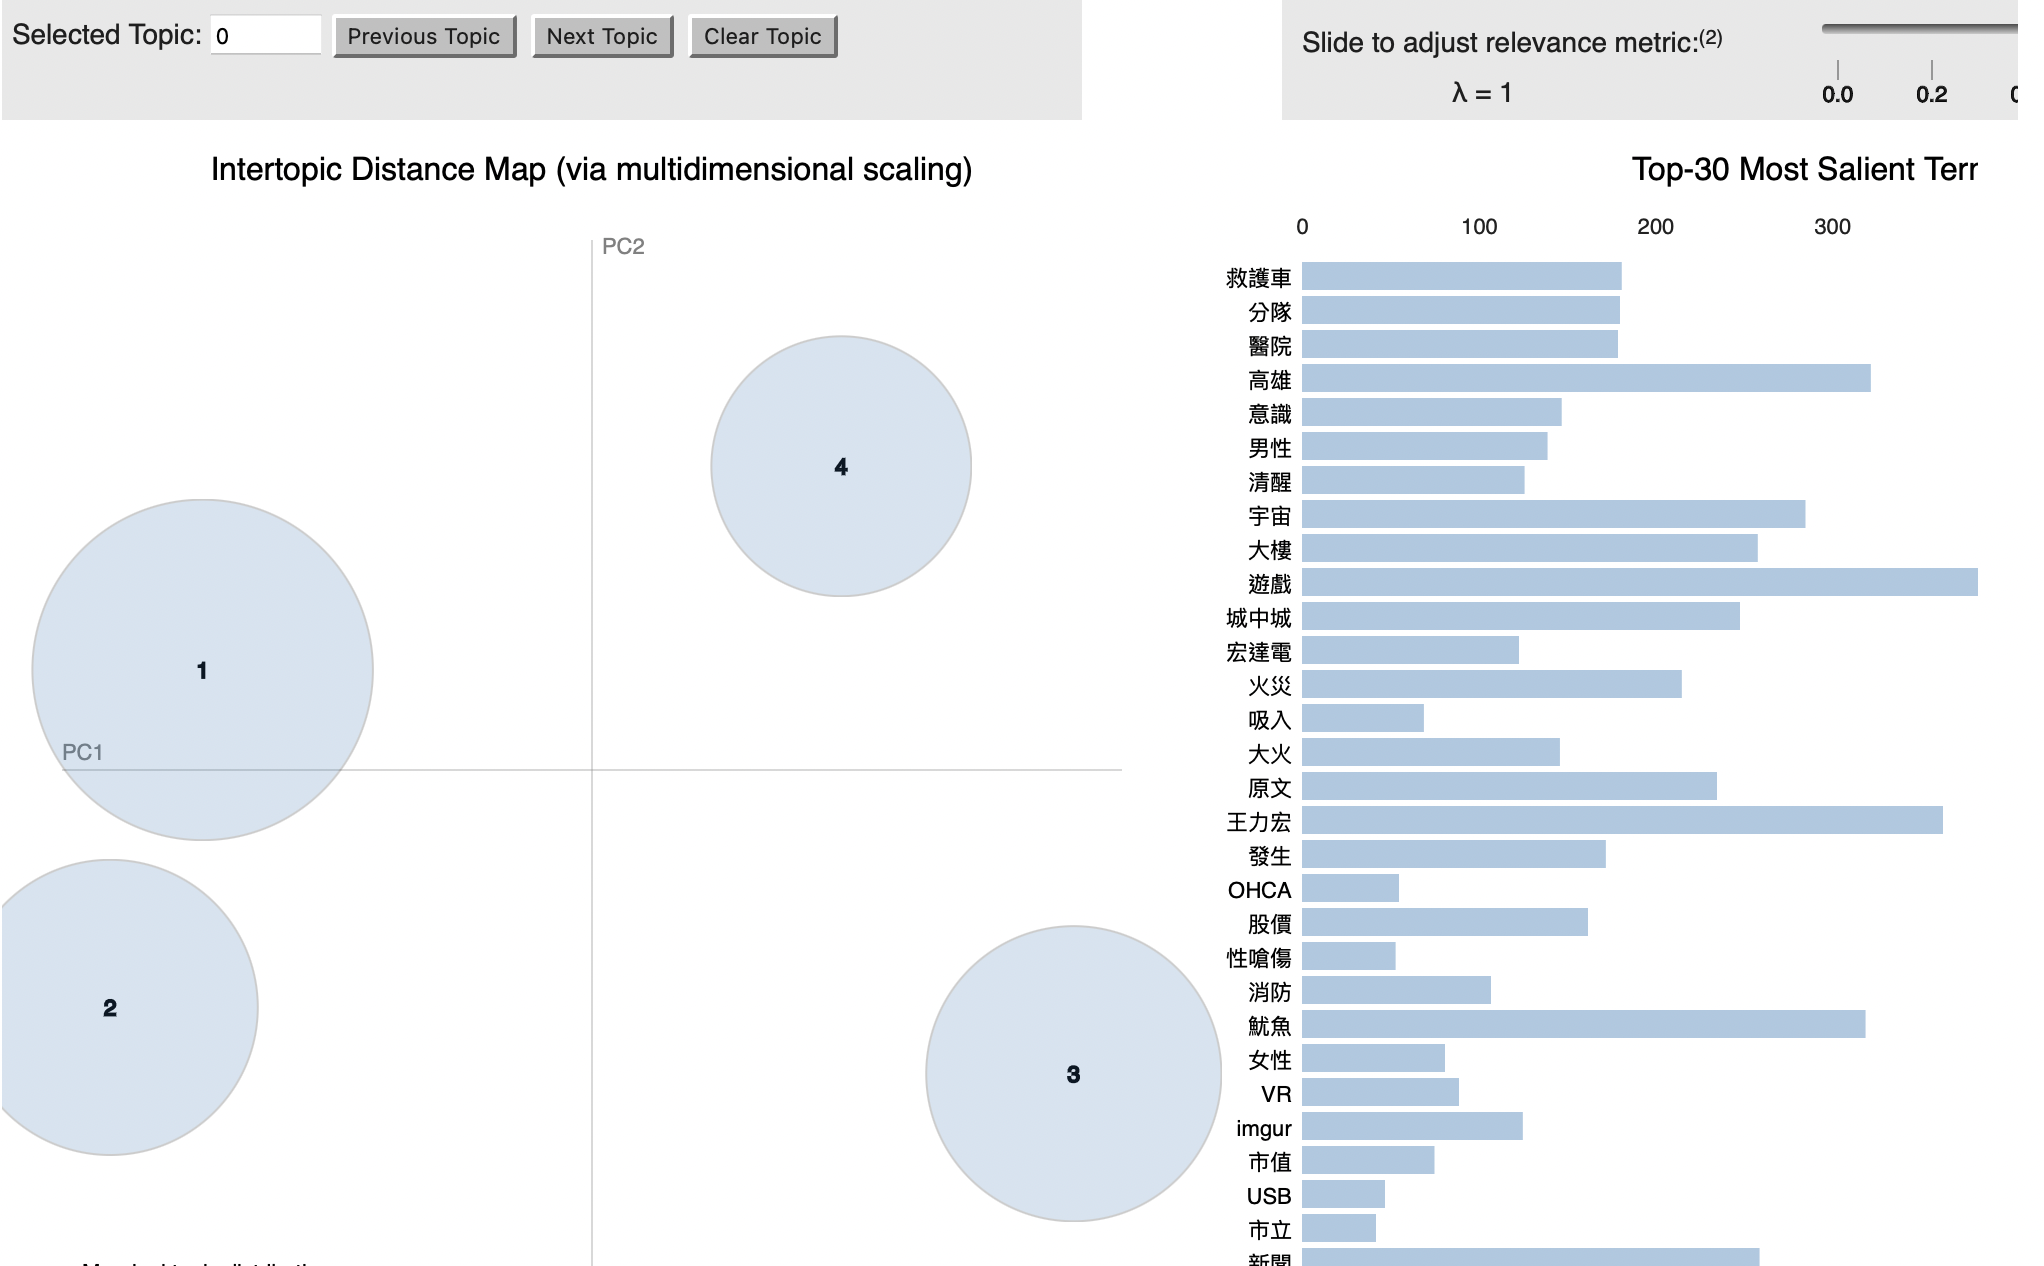 Selected Topic: 0 Previous Topic Next Topic Clear Topic
Slide to adjust relevance metric:(2)
λ = 1
0.0 0.2
Intertopic Distance Map (via multidimensional scaling)
PC2
4
1
PC1
2
3
Top-30 Most Salient Terr
0 100 200 300
救護車
分隊
醫院
高雄
意識
男性
清醒
宇宙
大樓
遊戲
城中城
宏達電
火災
吸入
大火
原文
王力宏
發生
OHCA
股價
性嗆傷
消防
魷魚
女性
VR
imgur
市值
USB
市立
新聞